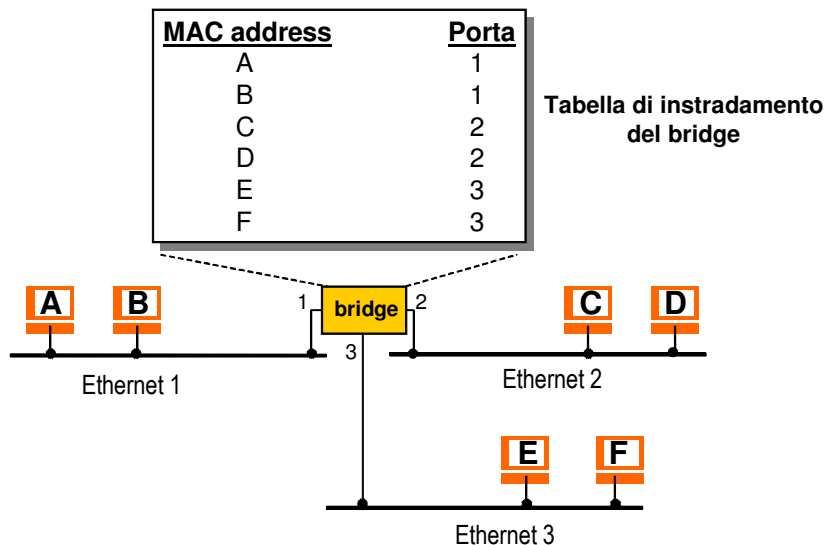 MAC address Porta
A 1
B 1
C 2
D 2
E 3
F 3
Tabella di instradamento
del bridge
A B 1 bridge 2 C D
3
Ethernet 1 Ethernet 2
E F
Ethernet 3